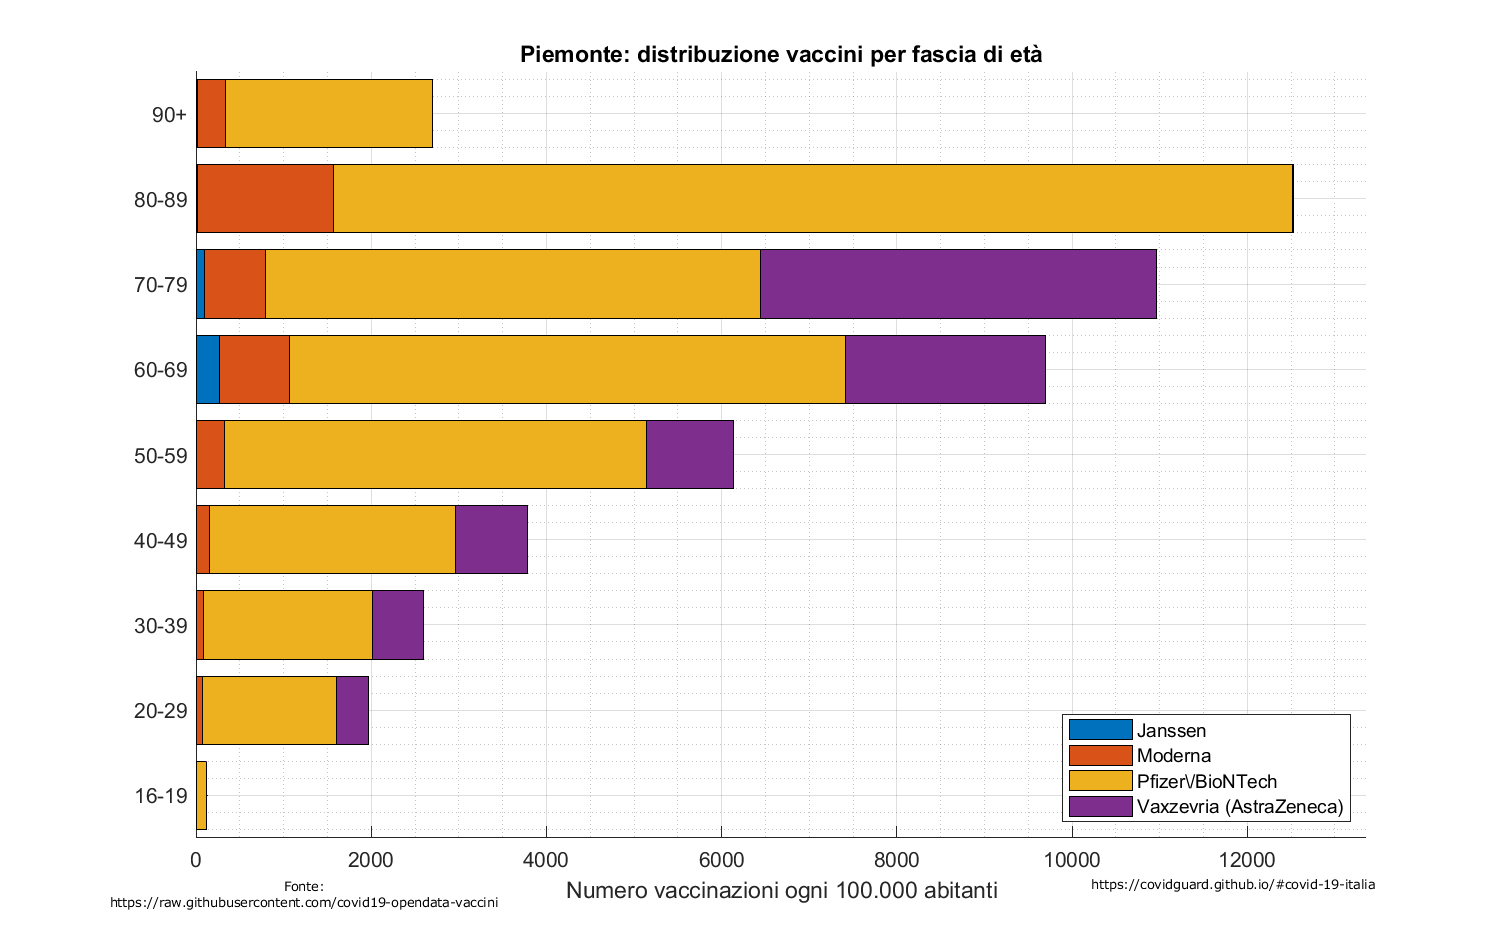 Piemonte: distribuzione vaccini per fascia di età
90+
80-89
70-79
60-69
50-59
40-49
30-39
20-29
16-19
Janssen
Moderna
Pfizer\/BioNTech
Vaxzevria (AstraZeneca)
0 2000 4000 6000 8000 10000 12000
Numero vaccinazioni ogni 100.000 abitanti
Fonte:
https://raw.githubusercontent.com/covid19-opendata-vaccini
https://covidguard.github.io/#covid-19-italia